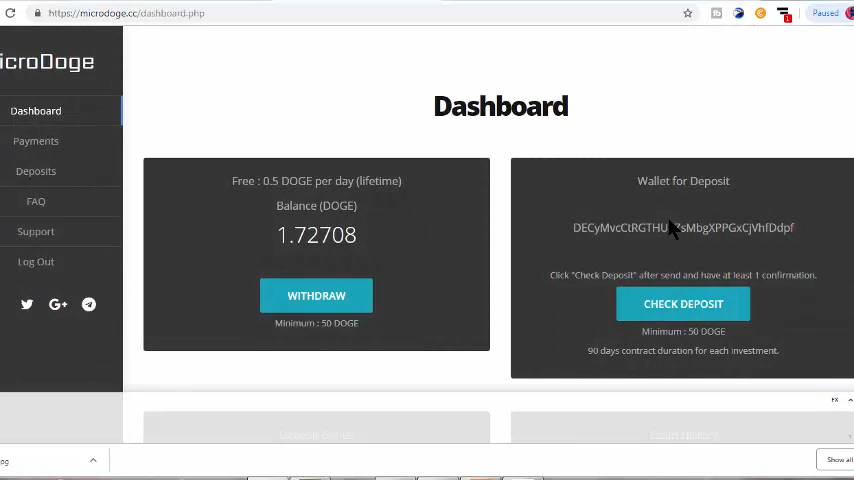 https://microdoge.cc/dashboard.php
Paused
icroDoge
Dashboard
Payments
Deposits
FAQ
Support
Log Out
G+
Dashboard
Free : 0.5 DOGE per day (lifetime)
Balance (DOGE)
1.72708
WITHDRAW
Minimum : 50 DOGE
Wallet for Deposit
Click "Check Deposit" after send and have at least 1 confirmation.
CHECK DEPOSIT
Minimum : 50 DOGE
90 days contract duration for each investment.
pg
Show all